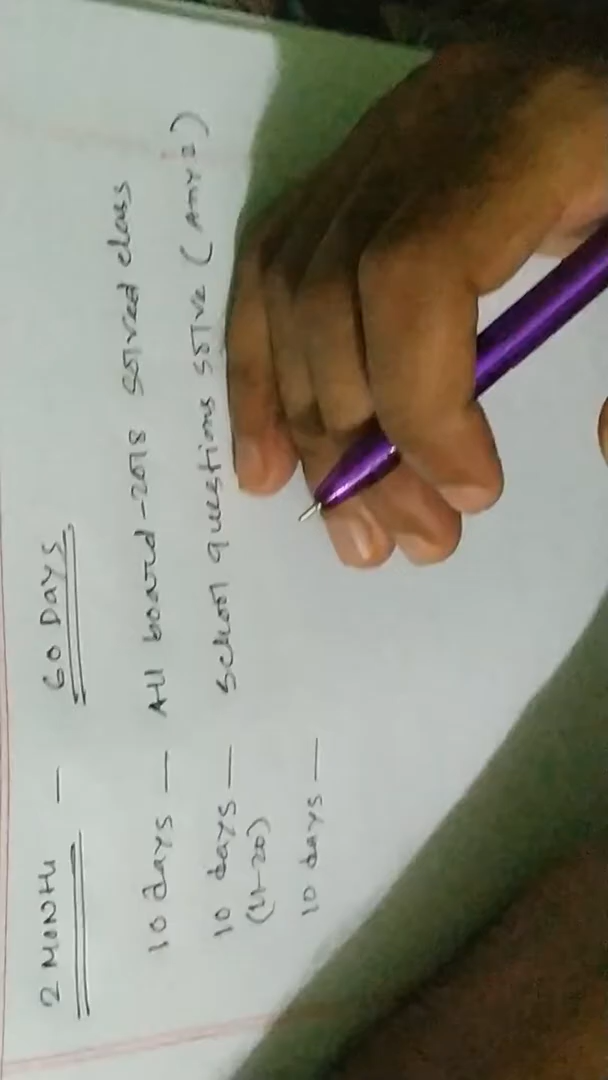 2 MONTH — 60 DAYS
10 days — All board-2018 solved class
10 days — School questions solve (Any 2)
(11-20)
10 days —